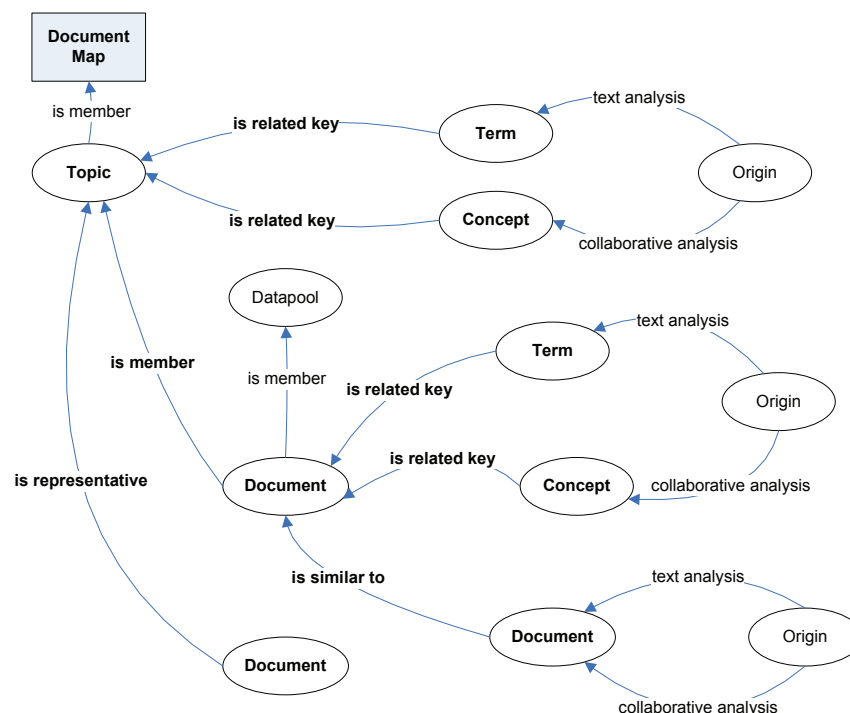 Document
Map
is member
text analysis
is related key
Term
Topic
Origin
is related key
Concept
collaborative analysis
Datapool
text analysis
Term
is member
is member
is related key
Origin
is related key
is representative
Document
Concept
collaborative analysis
is similar to
text analysis
Document
Origin
Document
collaborative analysis